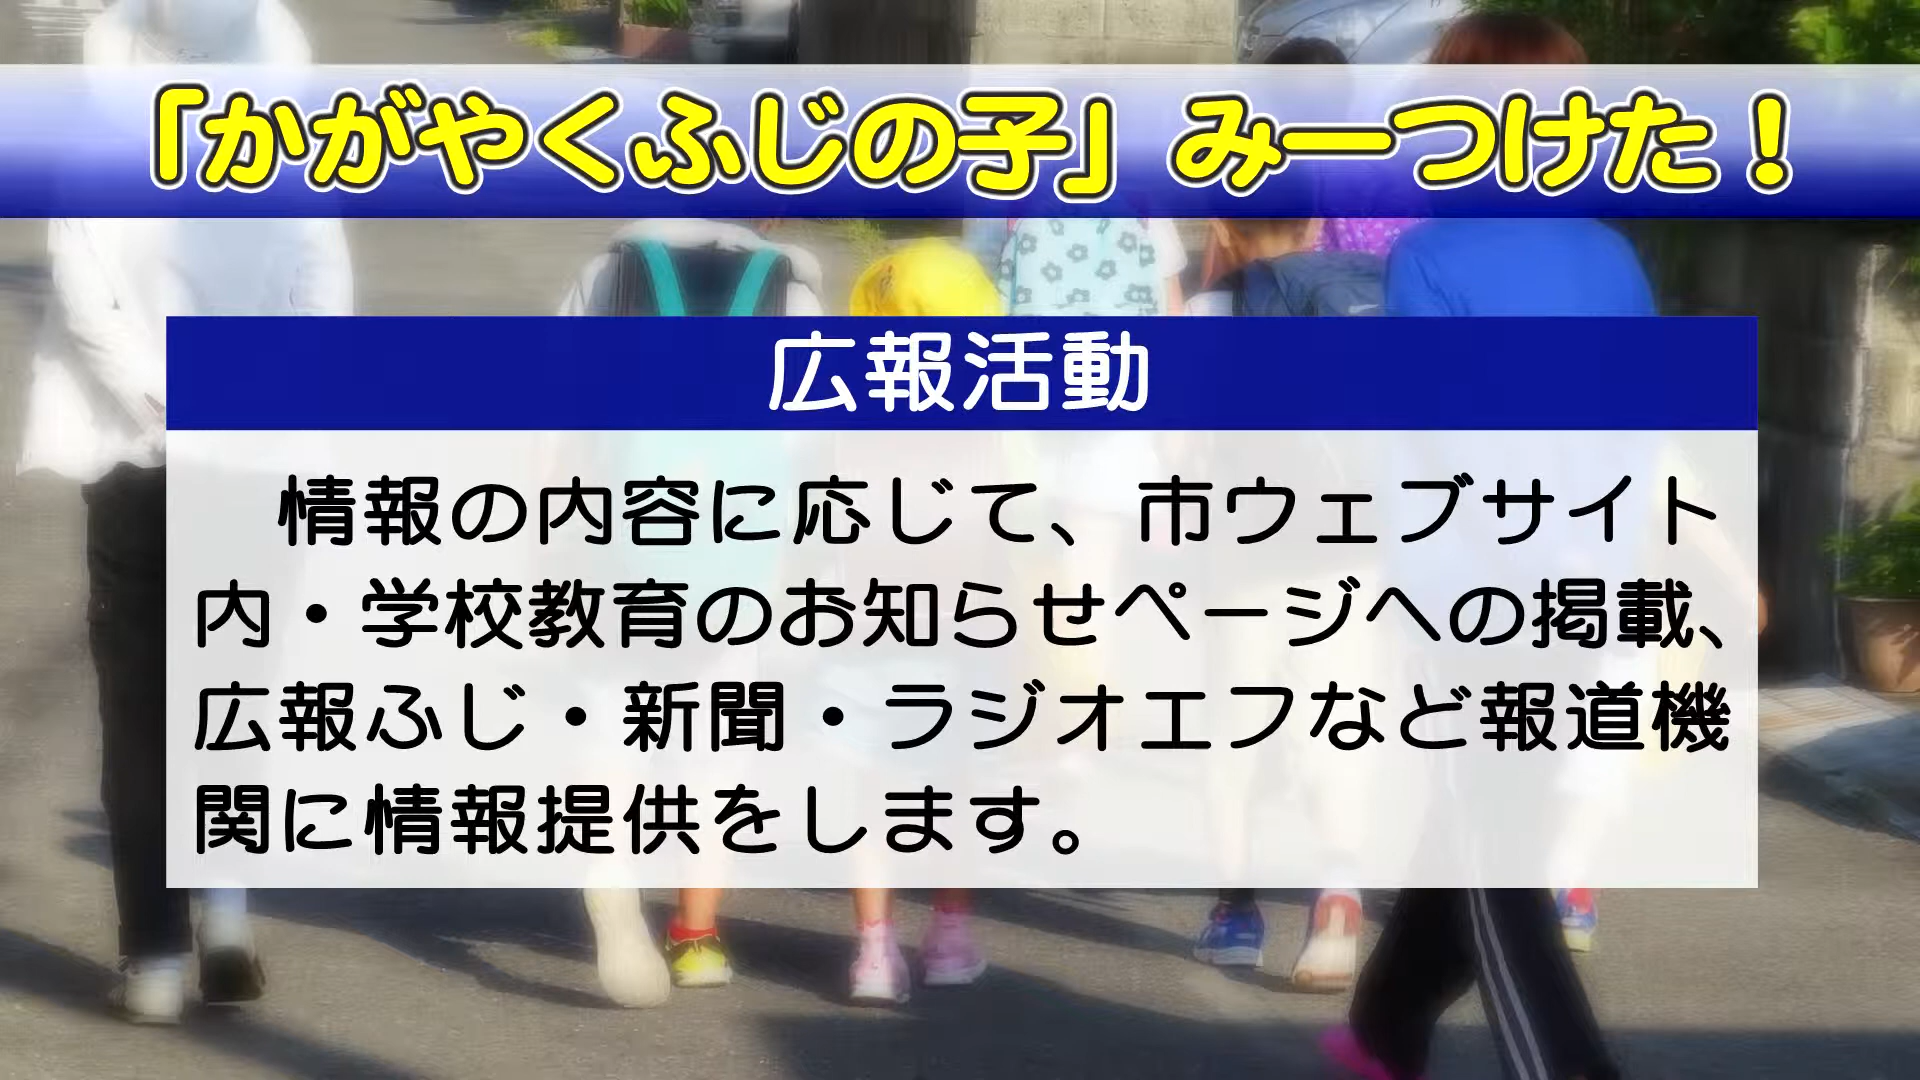 「かがやくふじの子」みーつけた！
広報活動
情報の内容に応じて、市ウェブサイト
内・学校教育のお知らせページへの掲載、
広報ふじ・新聞・ラジオエフなど報道機
関に情報提供をします。